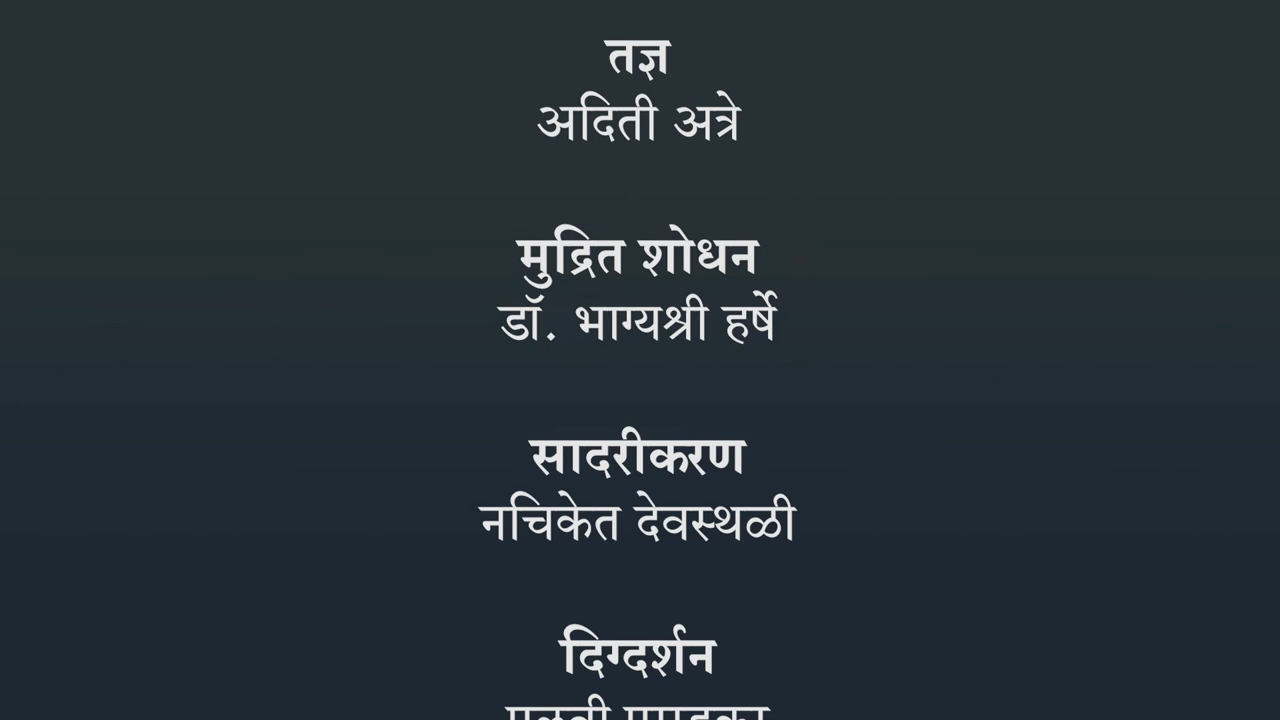 तज्ञ
अदिती अत्रे
मुद्रित शोधन
डॉ. भाग्यश्री हर्षे
सादरीकरण
नचिकेत देवस्थळी
दिग्दर्शन